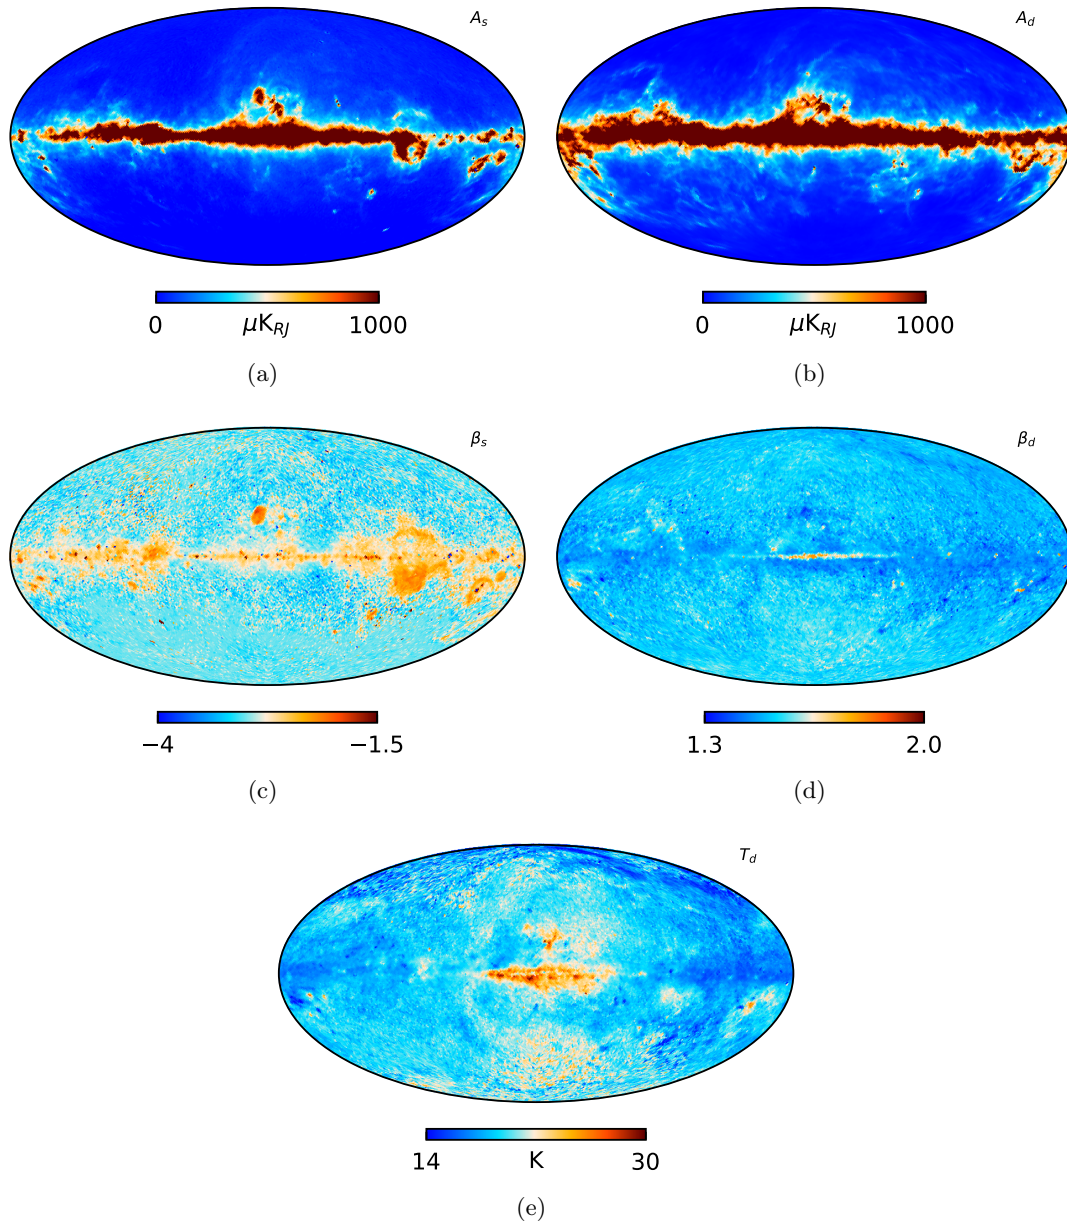 A_s
0 1000
μK_RJ
(a)
A_d
0 1000
μK_RJ
(b)
β_s
−4 −1.5
(c)
β_d
1.3 2.0
(d)
T_d
14 K 30
(e)